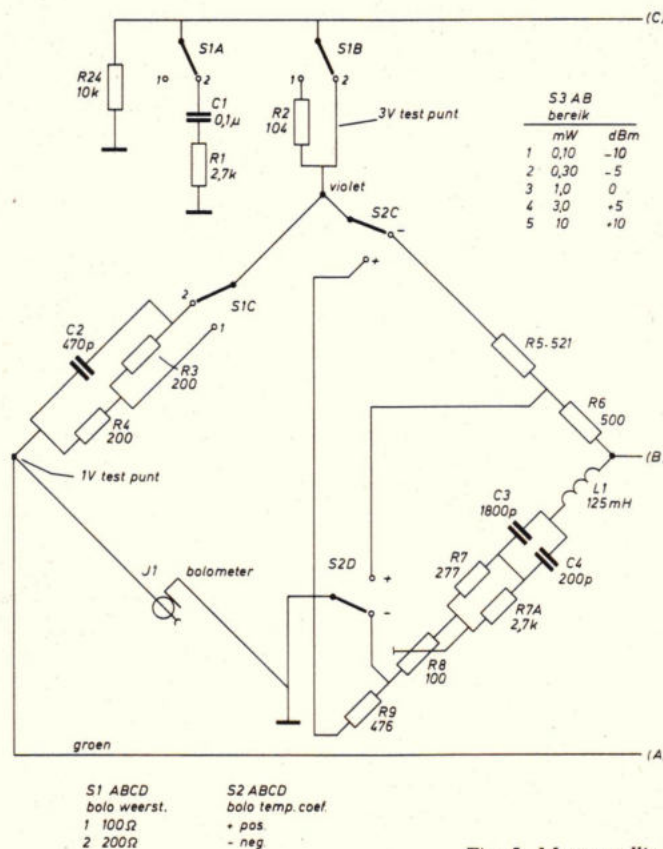 (C)
S1A
S1B
R24
10k
1
2
1
2
C1
0,1µ
R2
104
3V test punt
R1
2,7k
S3 AB
bereik
mW dBm
1 0,10 -10
2 0,30 -5
3 1,0 0
4 3,0 +5
5 10 +10
violet
S2C
-
+
2
S1C
1
C2
470p
R3
200
R4
200
R5.521
R6
500
1V test punt
(B)
L1
125mH
C3
1800p
C4
200p
J1
bolometer
S2D
+
-
R7
277
R7A
2,7k
R8
100
R9
476
groen
(A)
S1 ABCD
bolo weerst.
1 100Ω
2 200Ω
S2 ABCD
bolo temp. coef.
+ pos.
- neg.